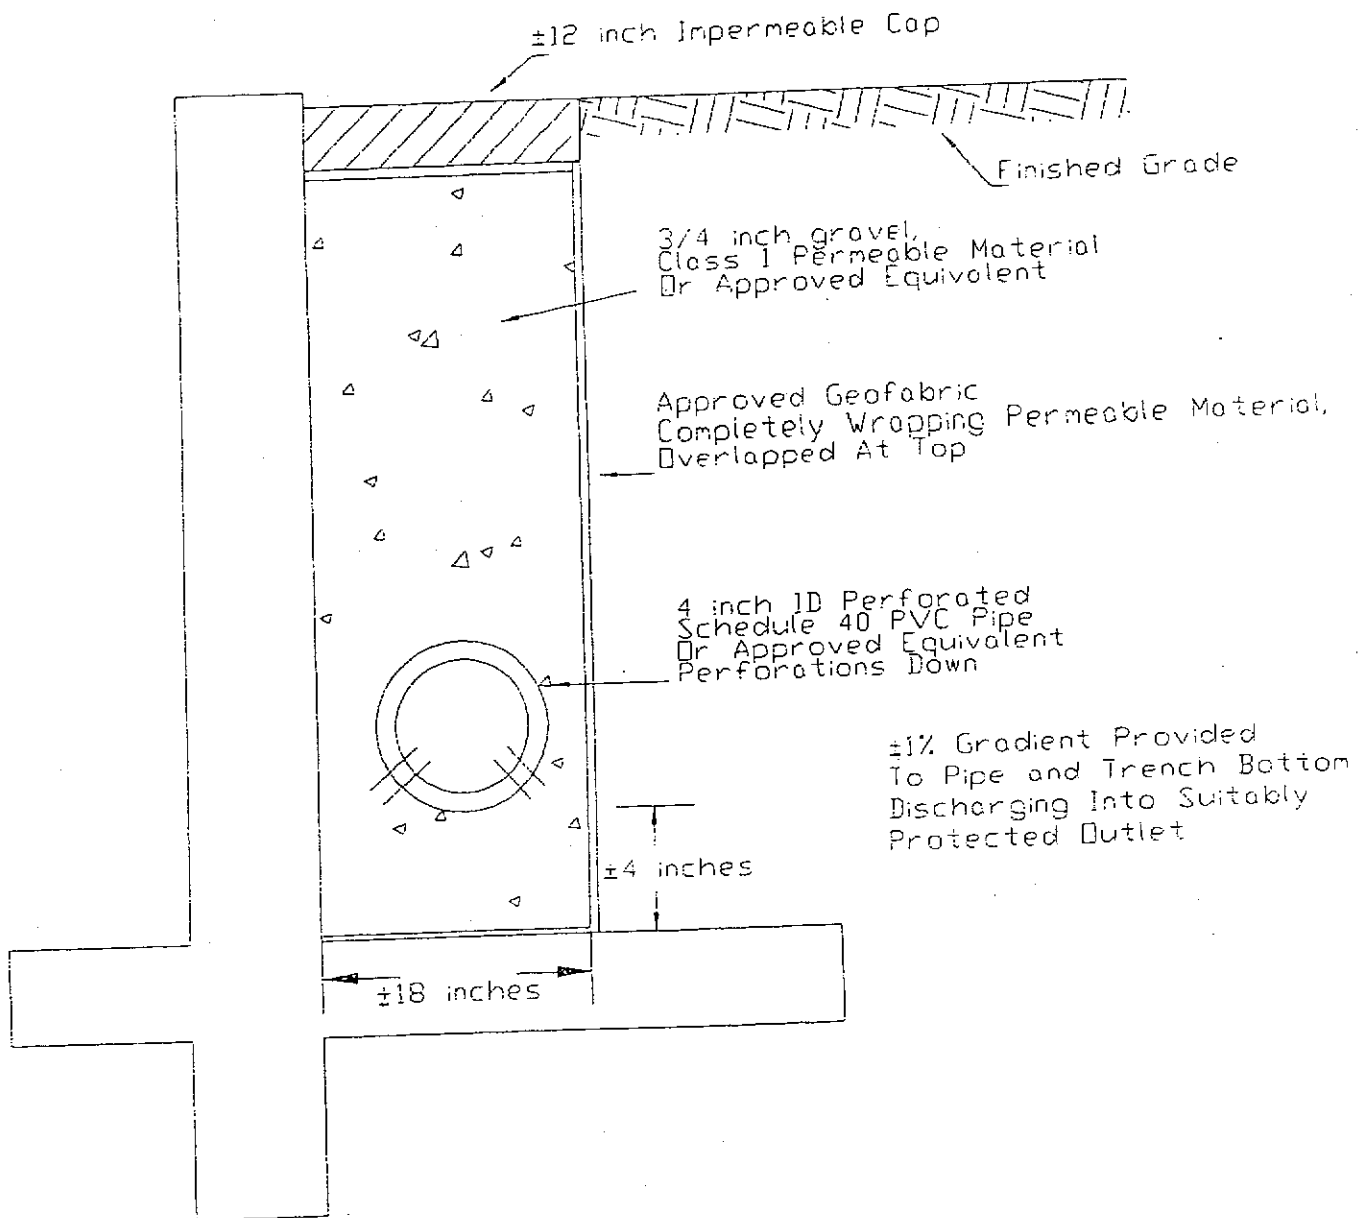 ±12 inch Impermeable Cap
Finished Grade
3/4 inch gravel,
Class 1 Permeable Material
Or Approved Equivalent
Approved Geofabric
Completely Wrapping Permeable Material,
Overlapped At Top
4 inch ID Perforated
Schedule 40 PVC Pipe
Or Approved Equivalent
Perforations Down
±1% Gradient Provided
To Pipe and Trench Bottom
Discharging Into Suitably
Protected Outlet
±4 inches
±18 inches